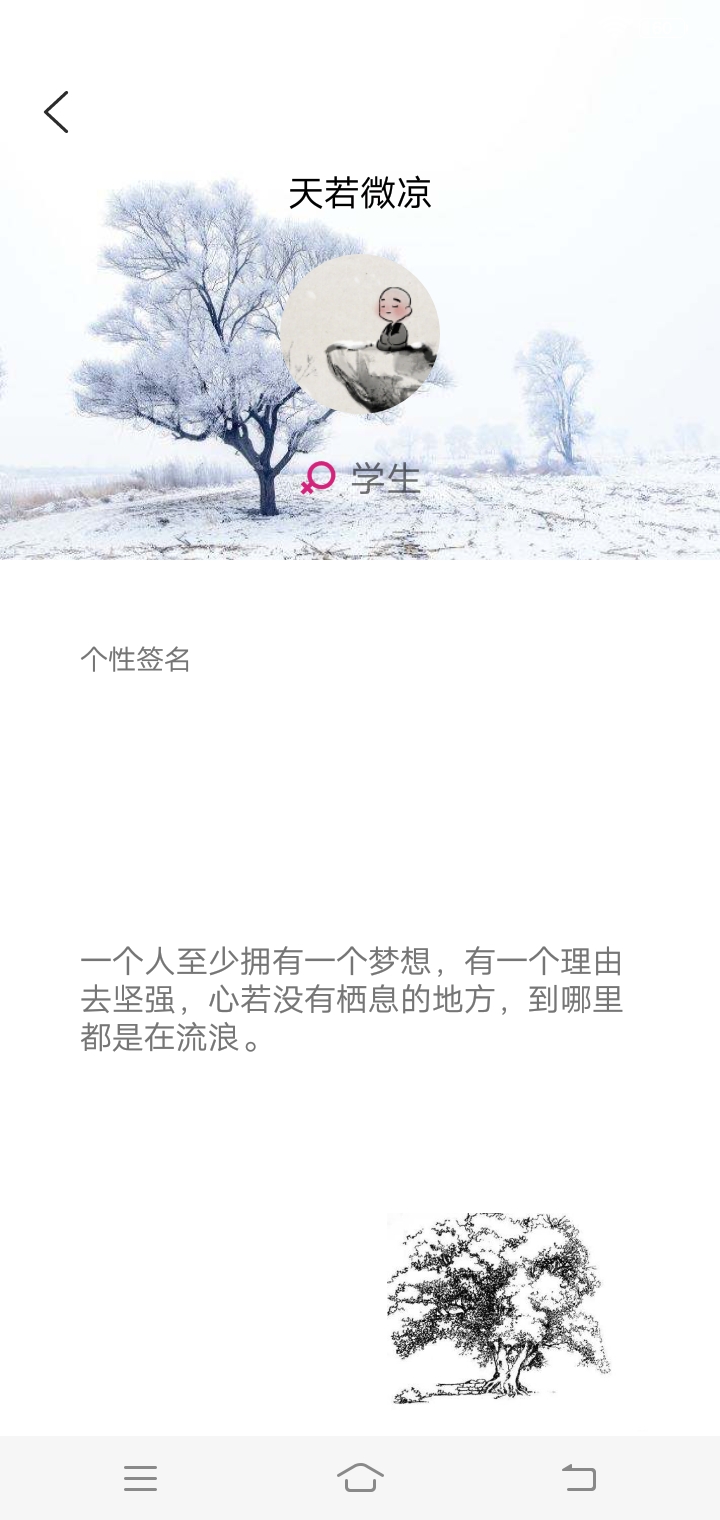 天若微凉
学生
个性签名
一个人至少拥有一个梦想，有一个理由
去坚强，心若没有栖息的地方，到哪里
都是在流浪。